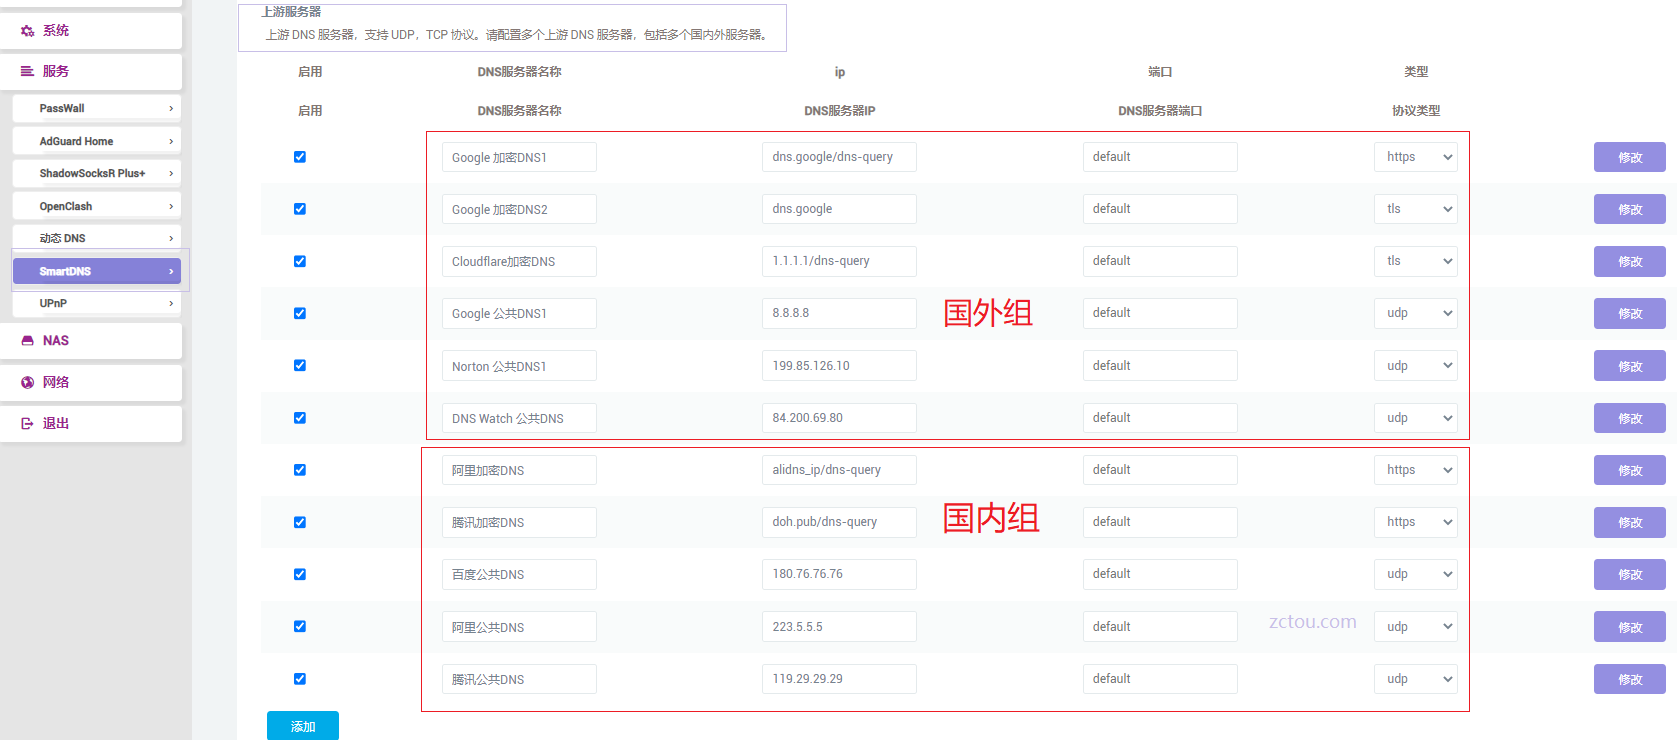 系统
服务
PassWall
AdGuard Home
ShadowSocksR Plus+
OpenClash
动态 DNS
SmartDNS
UPnP
NAS
网络
退出
上游服务器
上游 DNS 服务器，支持 UDP，TCP 协议。请配置多个上游 DNS 服务器，包括多个国内外服务器。
启用 DNS服务器名称 ip 端口 类型
启用 DNS服务器名称 DNS服务器IP DNS服务器端口 协议类型
Google 加密DNS1 dns.google/dns-query default https 修改
Google 加密DNS2 dns.google default tls 修改
Cloudflare加密DNS 1.1.1.1/dns-query default tls 修改
Google 公共DNS1 8.8.8.8 国外组 default udp 修改
Norton 公共DNS1 199.85.126.10 default udp 修改
DNS Watch 公共DNS 84.200.69.80 default udp 修改
阿里加密DNS alidns_ip/dns-query default https 修改
腾讯加密DNS doh.pub/dns-query 国内组 default https 修改
百度公共DNS 180.76.76.76 default udp 修改
阿里公共DNS 223.5.5.5 default zctou.com udp 修改
腾讯公共DNS 119.29.29.29 default udp 修改
添加